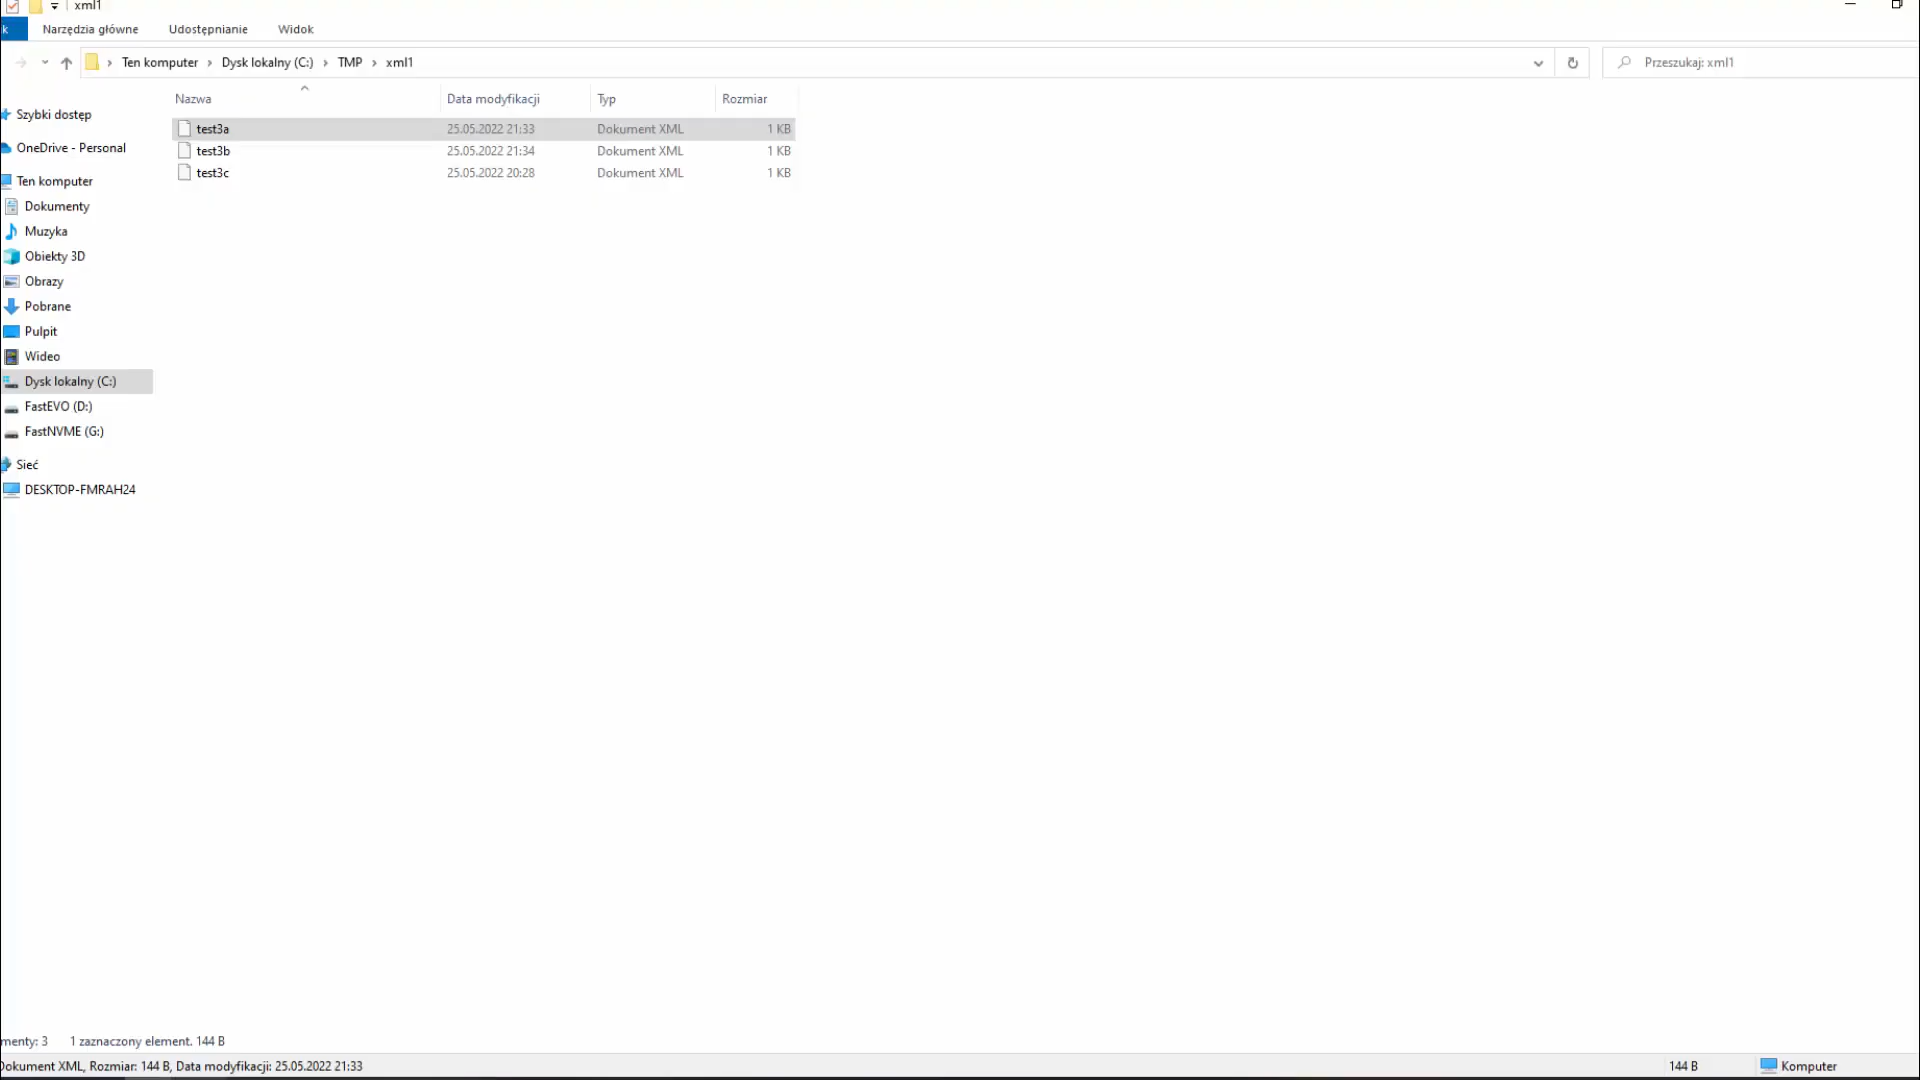 xml1
k
Narzędzia główne
Udostępnianie
Widok
Ten komputer
Dysk lokalny (C:)
TMP
xml1
Przeszukaj: xml1
Nazwa
Data modyfikacji
Typ
Rozmiar
test3a 25.05.2022 21:33 Dokument XML 1 KB
test3b 25.05.2022 21:34 Dokument XML 1 KB
test3c 25.05.2022 20:28 Dokument XML 1 KB
Szybki dostęp
OneDrive - Personal
Ten komputer
Dokumenty
Muzyka
Obiekty 3D
Obrazy
Pobrane
Pulpit
Wideo
Dysk lokalny (C:)
FastEVO (D:)
FastNVME (G:)
Sieć
DESKTOP-FMRAH24
menty: 3 1 zaznaczony element. 144 B
Dokument XML, Rozmiar: 144 B, Data modyfikacji: 25.05.2022 21:33
144 B
Komputer